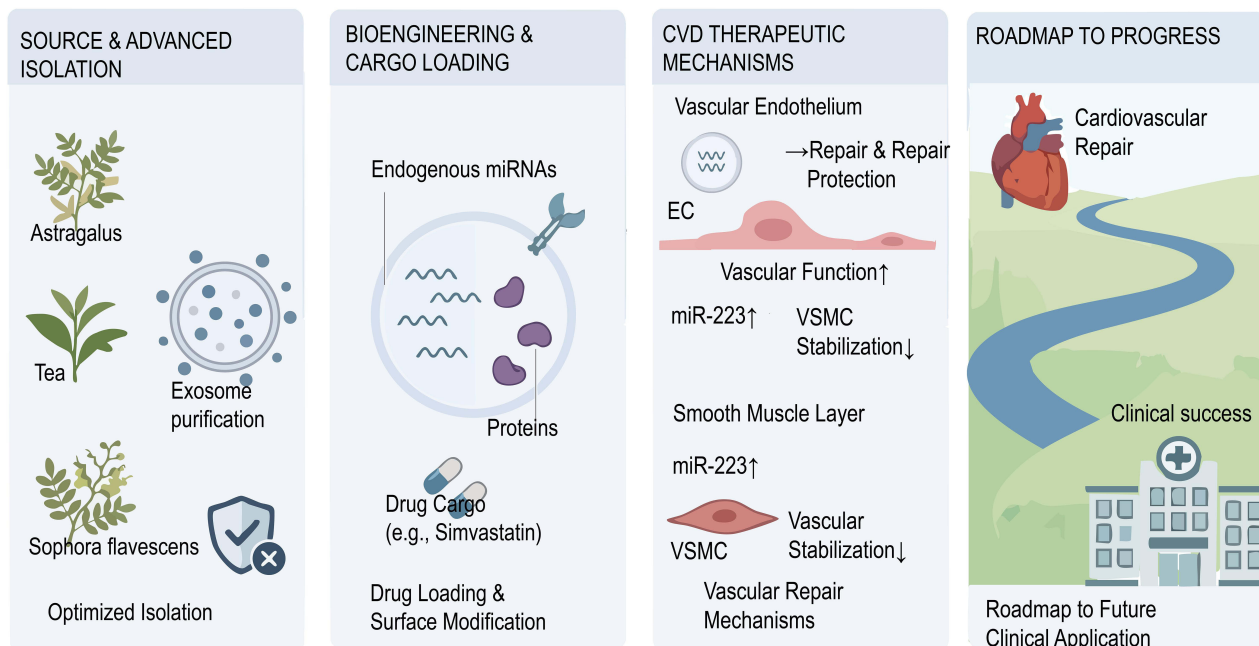 SOURCE & ADVANCED
ISOLATION
Astragalus
Tea
Exosome
purification
Sophora flavescens
Optimized Isolation
BIOENGINEERING &
CARGO LOADING
Endogenous miRNAs
Proteins
Drug Cargo
(e.g., Simvastatin)
Drug Loading &
Surface Modification
CVD THERAPEUTIC
MECHANISMS
Vascular Endothelium
→Repair & Repair
Protection
EC
Vascular Function↑
miR-223↑
VSMC
Stabilization↓
Smooth Muscle Layer
miR-223↑
VSMC
Vascular
Stabilization↓
Vascular Repair
Mechanisms
ROADMAP TO PROGRESS
Cardiovascular
Repair
Clinical success
Roadmap to Future
Clinical Application